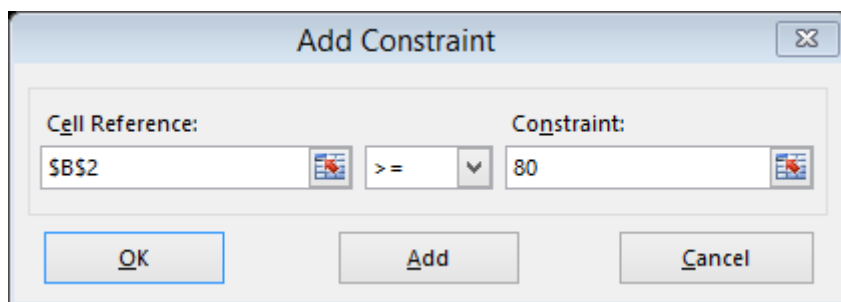 Add Constraint
Cell Reference: Constraint:
$B$2 >= 80
OK Add Cancel